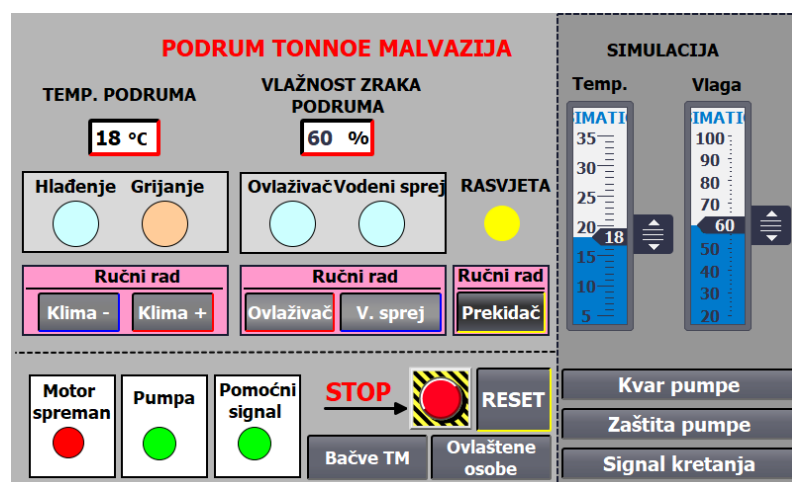 PODRUM TONNOE MALVAZIJA
TEMP. PODRUMA
VLAŽNOST ZRAKA
PODRUMA
18 °C
60 %
Hlađenje Grijanje
Ovlaživač Vodeni sprej
RASVJETA
Ručni rad
Klima -
Klima +
Ručni rad
Ovlaživač
V. sprej
Ručni rad
Prekidač
Motor
spreman
Pumpa
Pomoćni
signal
STOP
RESET
Bačve TM
Ovlaštene
osobe
SIMULACIJA
Temp.
Vlaga
SIMATI
35
30
25
20
18
15
10
5
IMATI
100
90
80
70
60
50
40
30
20
Kvar pumpe
Zaštita pumpe
Signal kretanja